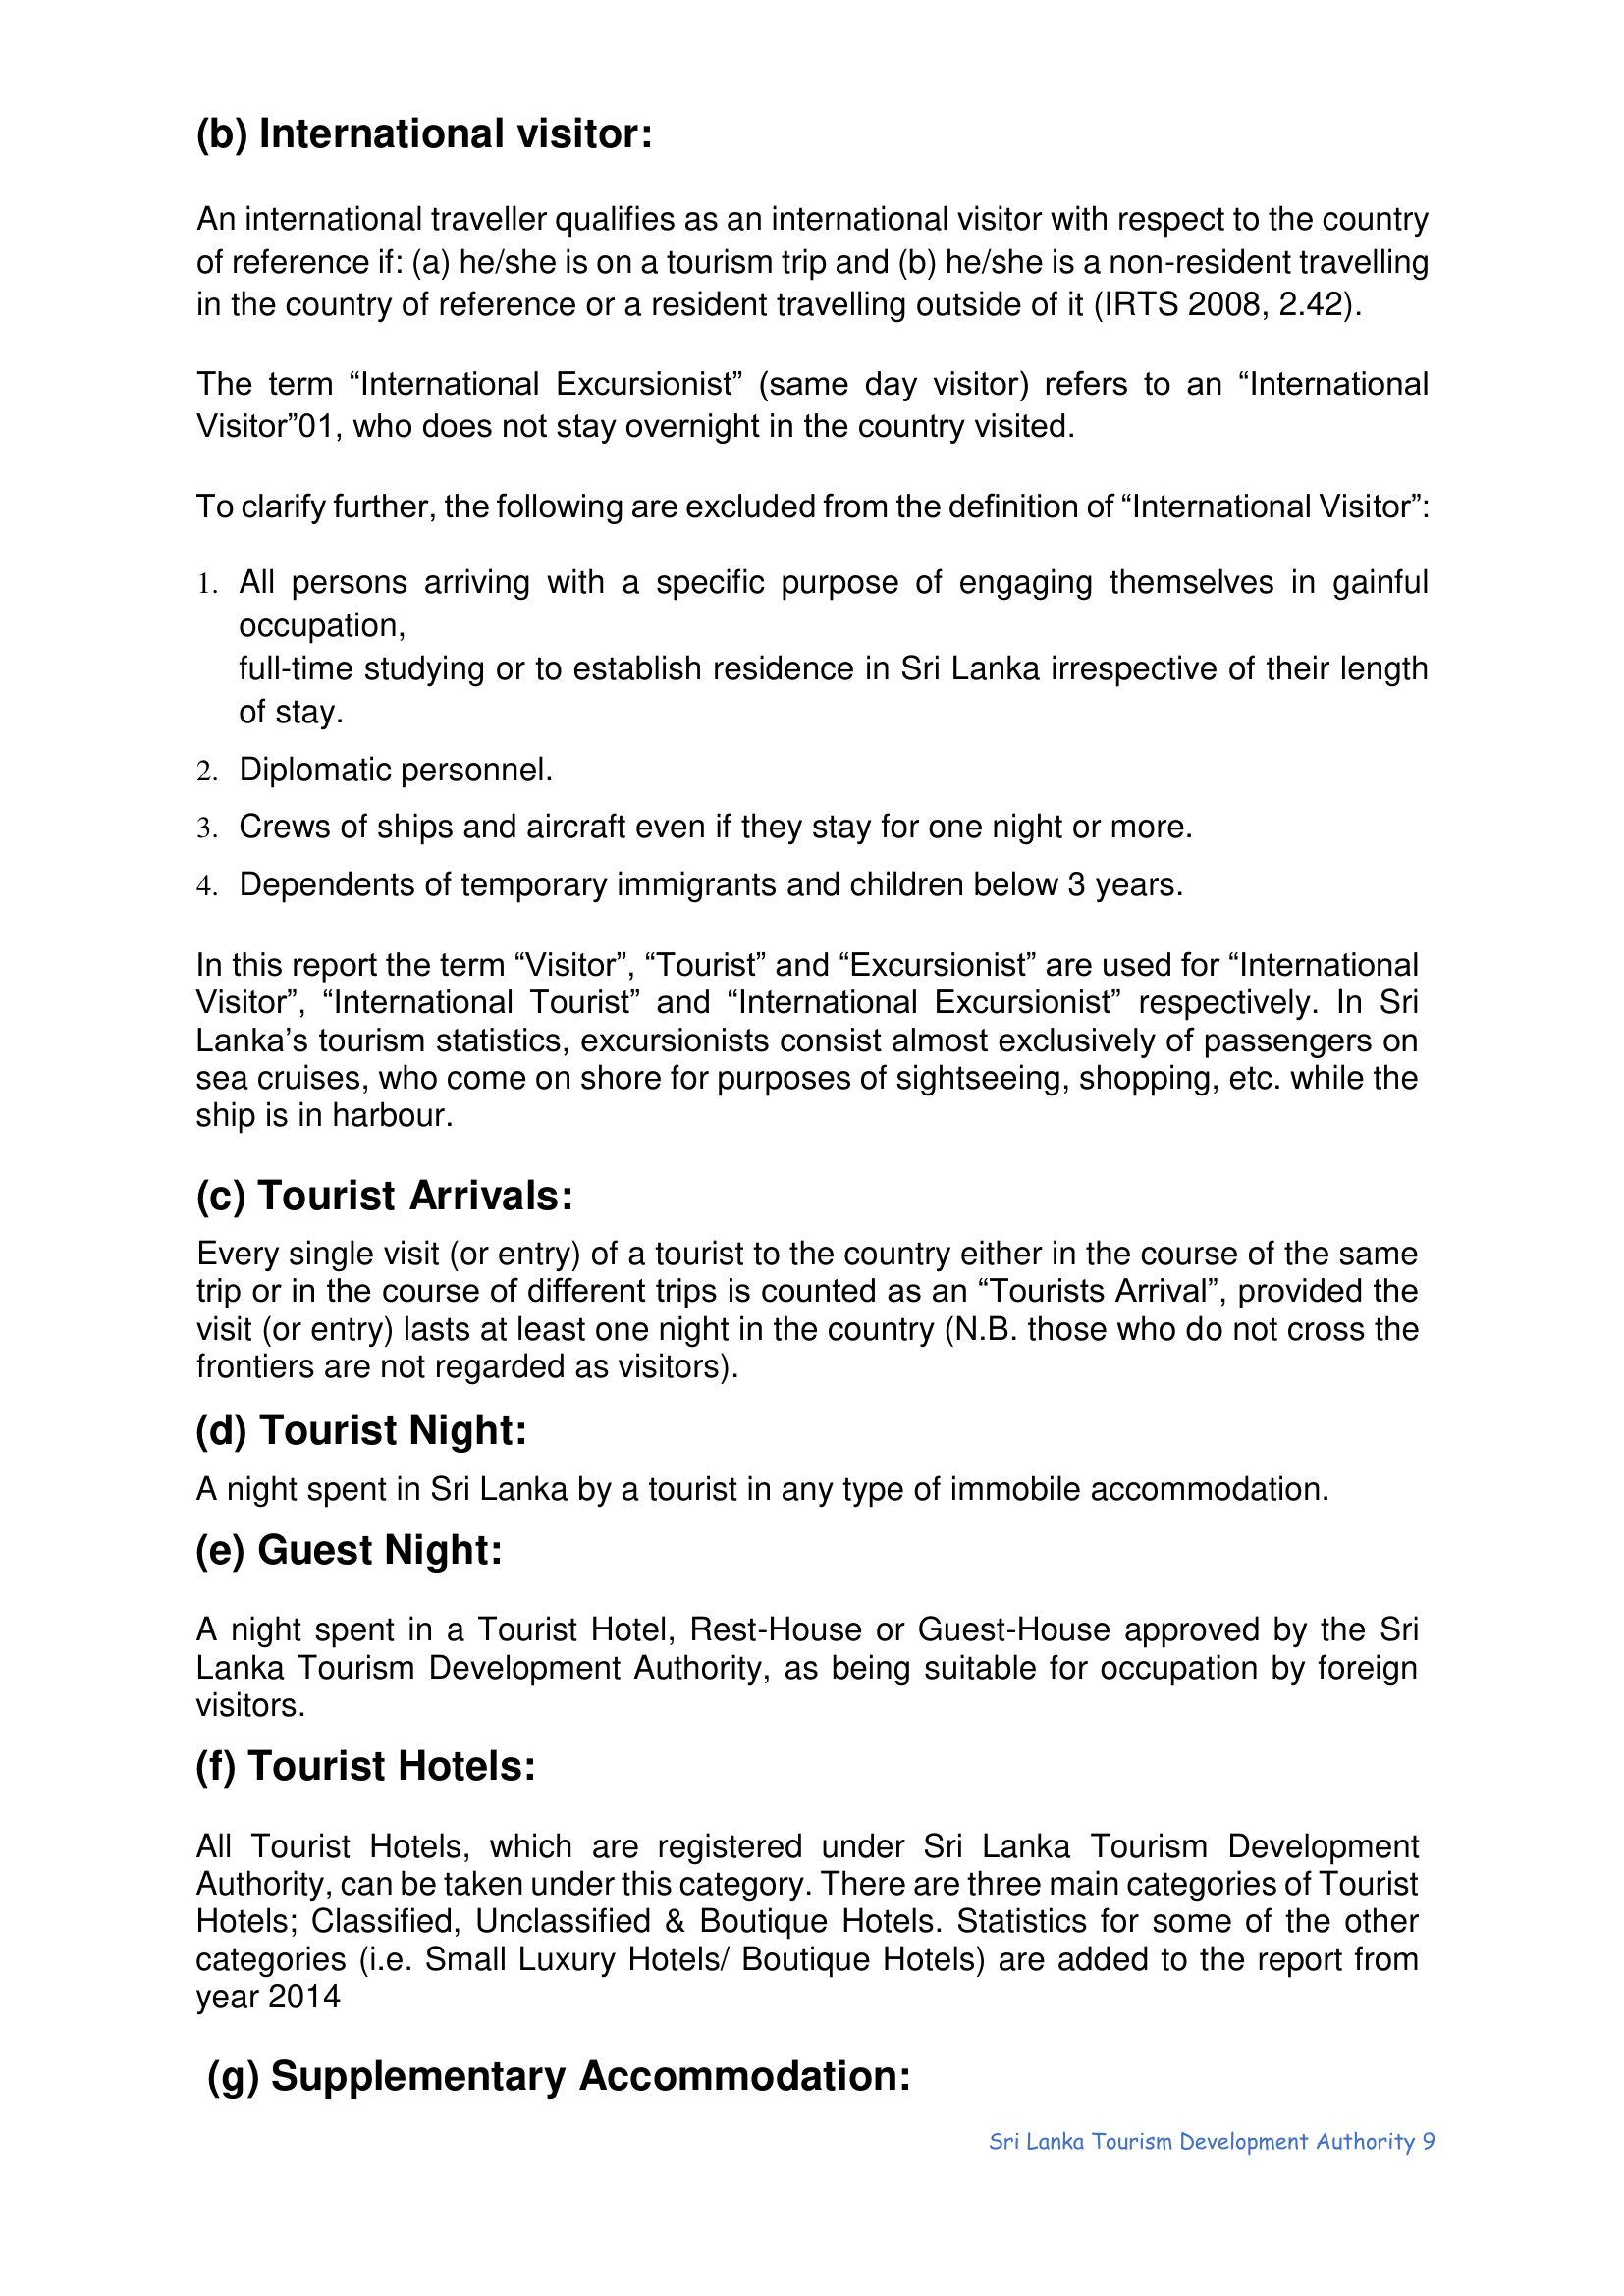 (b) International visitor:
An international traveller qualifies as an international visitor with respect to the country
of reference if: (a) he/she is on a tourism trip and (b) he/she is a non-resident travelling
in the country of reference or a resident travelling outside of it (IRTS 2008, 2.42).
The term “International Excursionist” (same day visitor) refers to an “International
Visitor”01, who does not stay overnight in the country visited.
To clarify further, the following are excluded from the definition of “International Visitor”:
1. All persons arriving with a specific purpose of engaging themselves in gainful
occupation,
full-time studying or to establish residence in Sri Lanka irrespective of their length
of stay.
2. Diplomatic personnel.
3. Crews of ships and aircraft even if they stay for one night or more.
4. Dependents of temporary immigrants and children below 3 years.
In this report the term “Visitor”, “Tourist” and “Excursionist” are used for “International
Visitor”, “International Tourist” and “International Excursionist” respectively. In Sri
Lanka’s tourism statistics, excursionists consist almost exclusively of passengers on
sea cruises, who come on shore for purposes of sightseeing, shopping, etc. while the
ship is in harbour.
(c) Tourist Arrivals:
Every single visit (or entry) of a tourist to the country either in the course of the same
trip or in the course of different trips is counted as an “Tourists Arrival”, provided the
visit (or entry) lasts at least one night in the country (N.B. those who do not cross the
frontiers are not regarded as visitors).
(d) Tourist Night:
A night spent in Sri Lanka by a tourist in any type of immobile accommodation.
(e) Guest Night:
A night spent in a Tourist Hotel, Rest-House or Guest-House approved by the Sri
Lanka Tourism Development Authority, as being suitable for occupation by foreign
visitors.
(f) Tourist Hotels:
All Tourist Hotels, which are registered under Sri Lanka Tourism Development
Authority, can be taken under this category. There are three main categories of Tourist
Hotels; Classified, Unclassified & Boutique Hotels. Statistics for some of the other
categories (i.e. Small Luxury Hotels/ Boutique Hotels) are added to the report from
year 2014
(g) Supplementary Accommodation:
Sri Lanka Tourism Development Authority 9